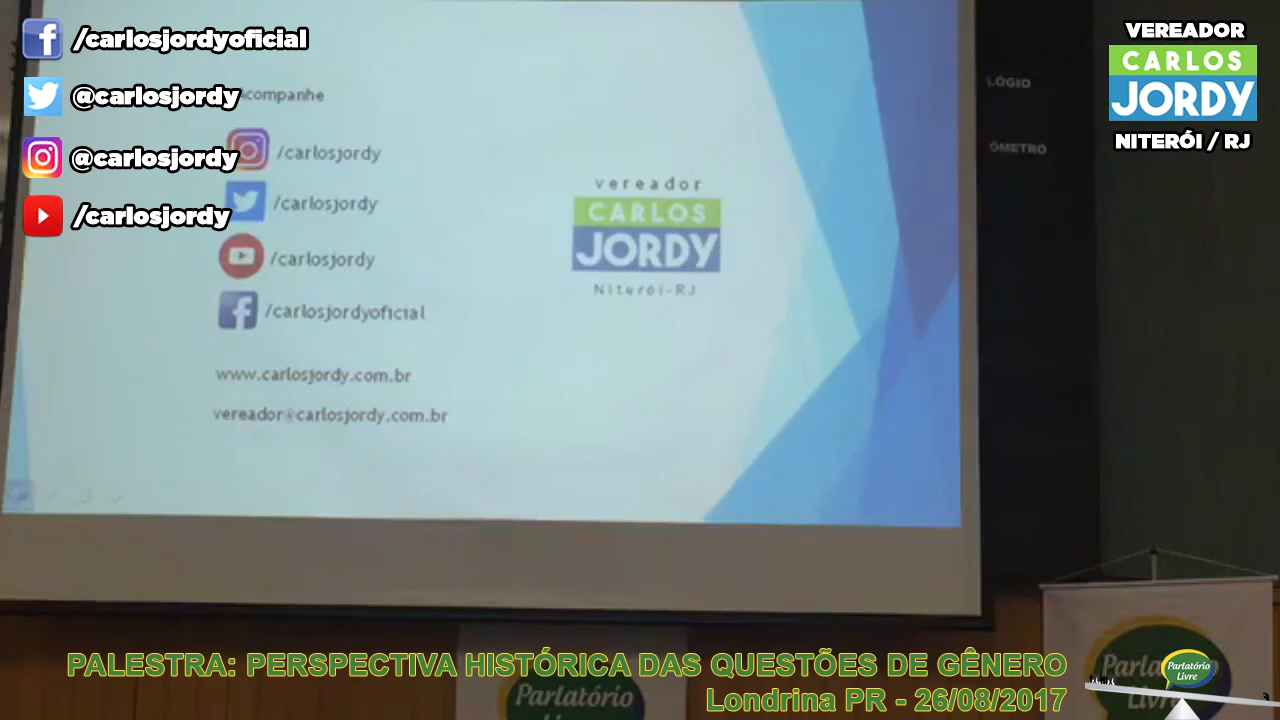 /carlosjordyoficial
@carlosjordy
@carlosjordy
/carlosjordy
VEREADOR
CARLOS
JORDY
NITERÓI / RJ
companhe
/carlosjordy
/carlosjordy
/carlosjordy
/carlosjordyoficial
www.carlosjordy.com.br
vereador@carlosjordy.com.br
vereador
CARLOS
JORDY
Niterói-RJ
LÓGIO
ÔMETRO
PALESTRA: PERSPECTIVA HISTÓRICA DAS QUESTÕES DE GÊNERO
Londrina PR - 26/08/2017
Parlatório
Livre
Parlatório